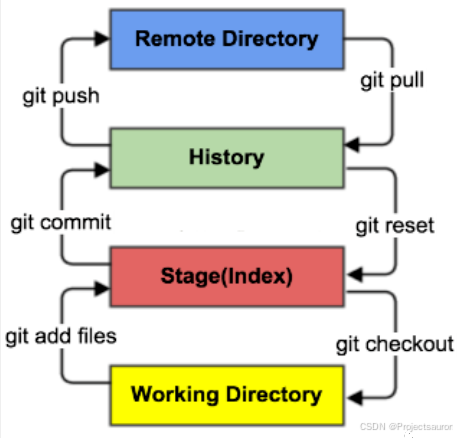 Remote Directory
git push
git pull
History
git commit
git reset
Stage(Index)
git add files
git checkout
Working Directory
CSDN @Projectsauror